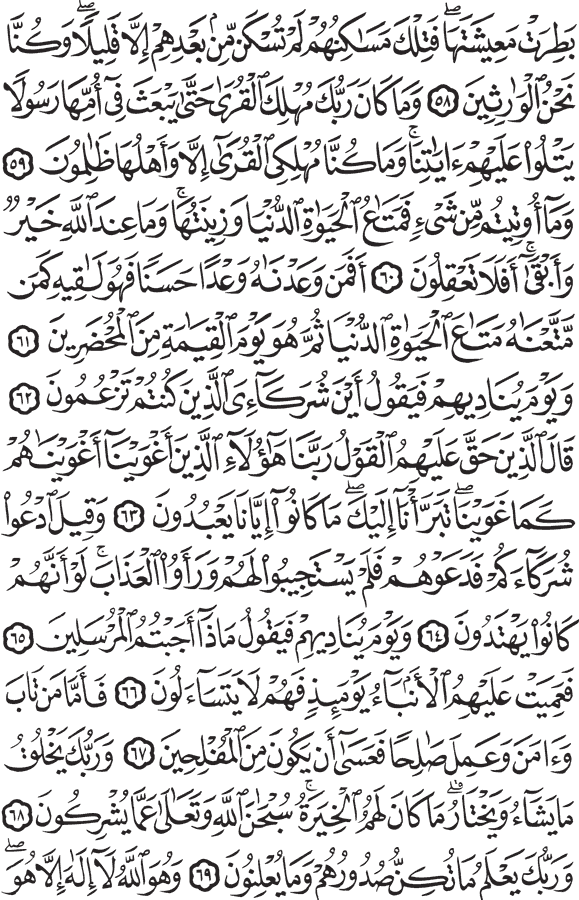 بَطِرَتْ مَعِيشَتَهَا ۖ فَتِلْكَ مَسَٰكِنُهُمْ لَمْ تُسْكَن مِّنۢ بَعْدِهِمْ إِلَّا قَلِيلًا ۖ وَكُنَّا
نَحْنُ ٱلْوَٰرِثِينَ ۝٥٨ وَمَا كَانَ رَبُّكَ مُهْلِكَ ٱلْقُرَىٰ حَتَّىٰ يَبْعَثَ فِىٓ أُمِّهَا رَسُولًا
يَتْلُوا۟ عَلَيْهِمْ ءَايَٰتِنَا ۚ وَمَا كُنَّا مُهْلِكِى ٱلْقُرَىٰٓ إِلَّا وَأَهْلُهَا ظَٰلِمُونَ ۝٥٩
وَمَآ أُوتِيتُم مِّن شَىْءٍ فَمَتَٰعُ ٱلْحَيَوٰةِ ٱلدُّنْيَا وَزِينَتُهَا ۚ وَمَا عِندَ ٱللَّهِ خَيْرٌ
وَأَبْقَىٰٓ ۚ أَفَلَا تَعْقِلُونَ ۝٦٠ أَفَمَن وَعَدْنَٰهُ وَعْدًا حَسَنًا فَهُوَ لَٰقِيهِ كَمَن
مَّتَّعْنَٰهُ مَتَٰعَ ٱلْحَيَوٰةِ ٱلدُّنْيَا ثُمَّ هُوَ يَوْمَ ٱلْقِيَٰمَةِ مِنَ ٱلْمُحْضَرِينَ ۝٦١
وَيَوْمَ يُنَادِيهِمْ فَيَقُولُ أَيْنَ شُرَكَآءِىَ ٱلَّذِينَ كُنتُمْ تَزْعُمُونَ ۝٦٢
قَالَ ٱلَّذِينَ حَقَّ عَلَيْهِمُ ٱلْقَوْلُ رَبَّنَا هَٰٓؤُلَآءِ ٱلَّذِينَ أَغْوَيْنَآ أَغْوَيْنَٰهُمْ
كَمَا غَوَيْنَا ۖ تَبَرَّأْنَآ إِلَيْكَ ۖ مَا كَانُوٓا۟ إِيَّانَا يَعْبُدُونَ ۝٦٣ وَقِيلَ ٱدْعُوا۟
شُرَكَآءَكُمْ فَدَعَوْهُمْ فَلَمْ يَسْتَجِيبُوا۟ لَهُمْ وَرَأَوُا۟ ٱلْعَذَابَ ۚ لَوْ أَنَّهُمْ
كَانُوا۟ يَهْتَدُونَ ۝٦٤ وَيَوْمَ يُنَادِيهِمْ فَيَقُولُ مَاذَآ أَجَبْتُمُ ٱلْمُرْسَلِينَ ۝٦٥
فَعَمِيَتْ عَلَيْهِمُ ٱلْأَنۢبَآءُ يَوْمَئِذٍ فَهُمْ لَا يَتَسَآءَلُونَ ۝٦٦ فَأَمَّا مَن تَابَ
وَءَامَنَ وَعَمِلَ صَٰلِحًا فَعَسَىٰٓ أَن يَكُونَ مِنَ ٱلْمُفْلِحِينَ ۝٦٧ وَرَبُّكَ يَخْلُقُ
مَا يَشَآءُ وَيَخْتَارُ ۗ مَا كَانَ لَهُمُ ٱلْخِيَرَةُ ۚ سُبْحَٰنَ ٱللَّهِ وَتَعَٰلَىٰ عَمَّا يُشْرِكُونَ ۝٦٨
وَرَبُّكَ يَعْلَمُ مَا تُكِنُّ صُدُورُهُمْ وَمَا يُعْلِنُونَ ۝٦٩ وَهُوَ ٱللَّهُ لَآ إِلَٰهَ إِلَّا هُوَ ۖ